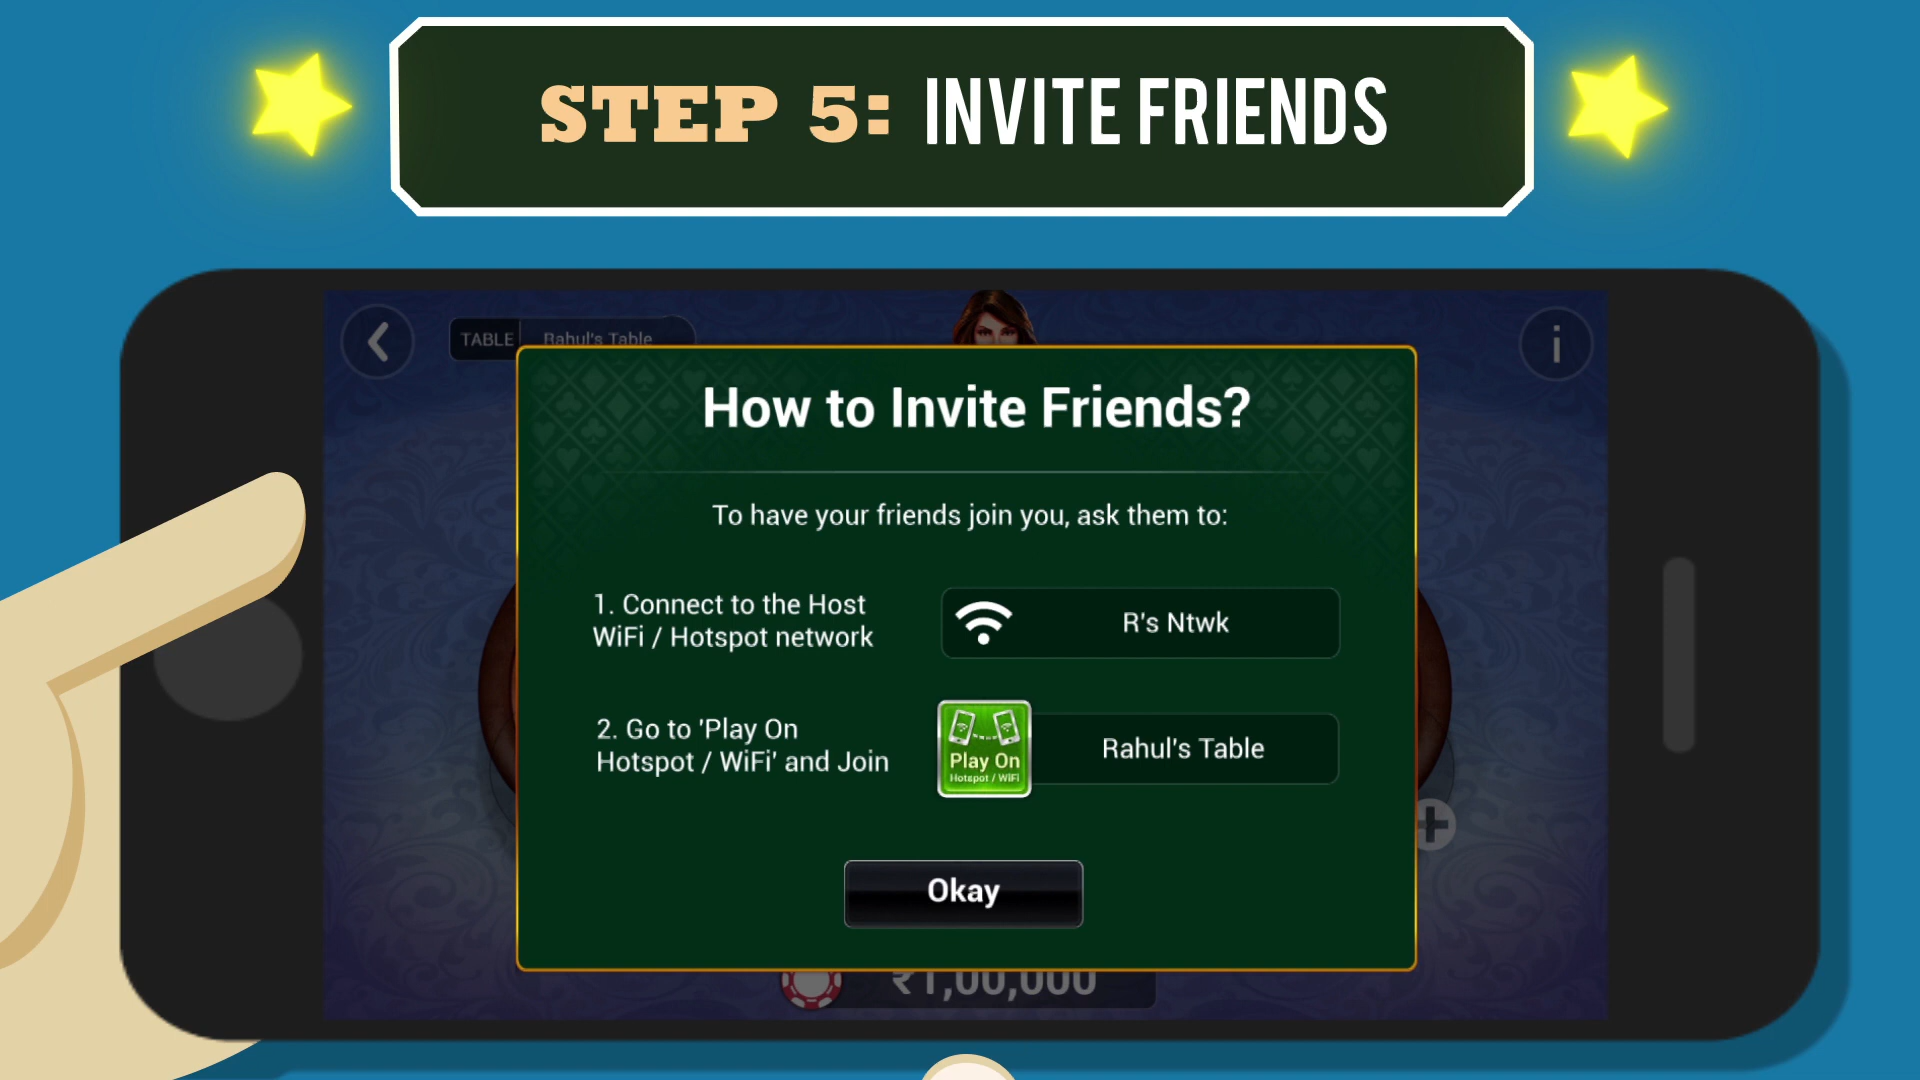 STEP 5: INVITE FRIENDS
TABLE Rahul's Table
i
How to Invite Friends?
To have your friends join you, ask them to:
1. Connect to the Host
WiFi / Hotspot network
R's Ntwk
2. Go to 'Play On
Hotspot / WiFi' and Join
Play On
Hotspot / WiFi
Rahul's Table
Okay
₹1,00,000